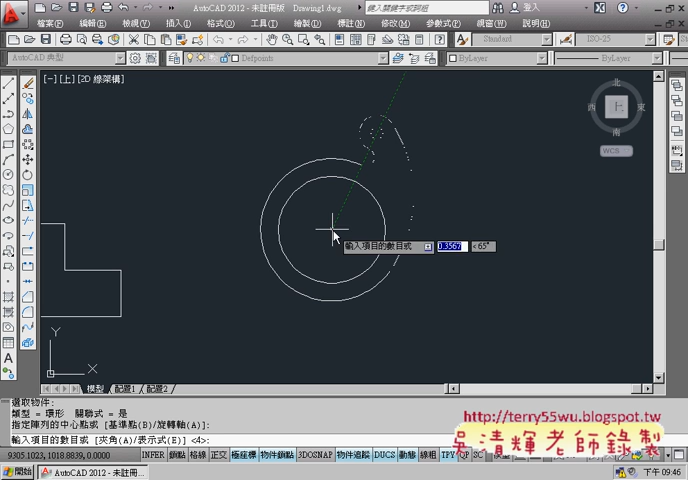 AutoCAD 2012 - 未註冊版 Drawing1.dwg
鍵入關鍵字或詞組
登入
檔案(F) 編輯(E) 檢視(V) 插入(I) 格式(O) 工具(T) 繪製(D) 標註(N) 修改(M) 參數式(P) 視窗(W) 說明(H)
Standard ISO-25
AutoCAD 典型 Defpoints ByLayer ByLayer
[-] [上] [2D 線架構]
北
西 上 東
南
WCS
輸入項目的數目或 0.3567 < 65°
Y
X
模型 配置1 配置2
選取物件:
類型 = 環形 關聯式 = 是
指定陣列的中心點或 [基準點(B)/旋轉軸(A)]:
輸入項目的數目或 [夾角(A)/表示式(E)] <4>:
http://terry55wu.blogspot.tw
吳清輝老師錄製
9305.1023, 1018.8839, 0.0000 INFER 鎖點 格線 正交 極座標 物件鎖點 3DOSNAP 物件追蹤 DUCS 動態 線粗 TPY QP SC
開始 AutoCAD 2012 - 未註冊... 下午 09:46